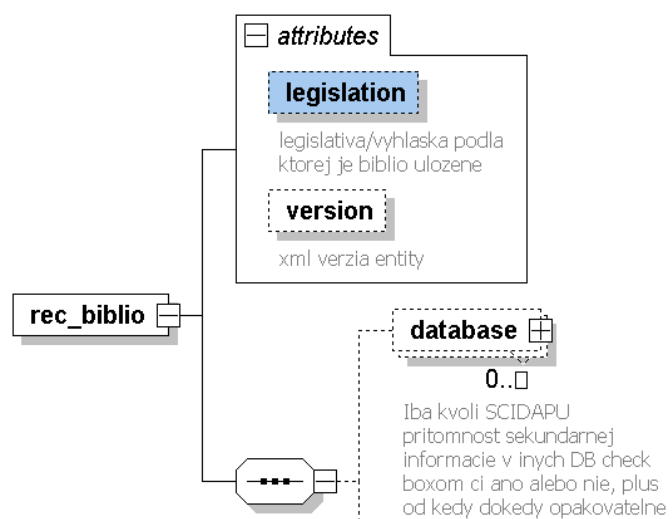 attributes
legislation
legislativa/vyhlaska podla
ktorej je biblio ulozene
version
xml verzia entity
rec_biblio
database
0..
Iba kvoli SCIDAPU
pritomnost sekundarnej
informacie v inych DB check
boxom ci ano alebo nie, plus
od kedy dokedy opakovatelne